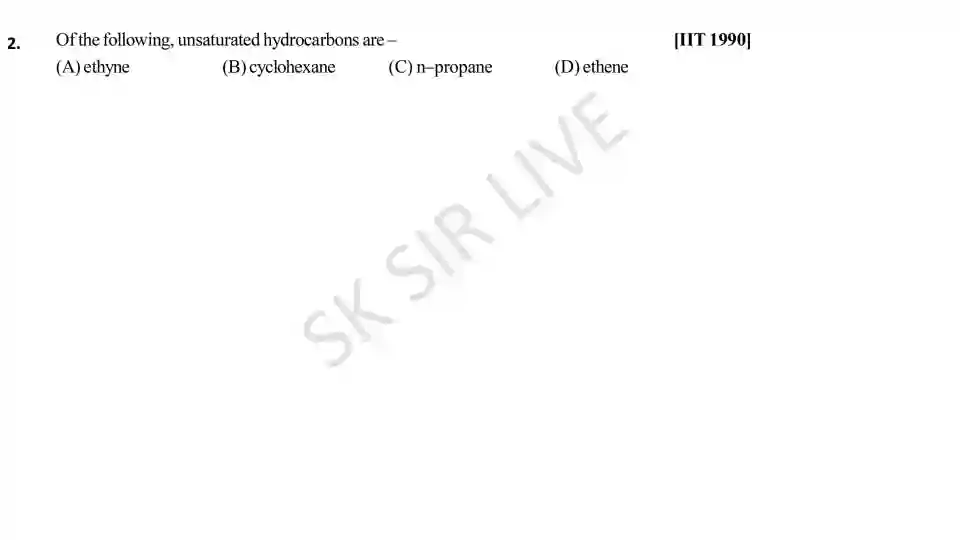 2. Of the following, unsaturated hydrocarbons are – [IIT 1990]
(A) ethyne (B) cyclohexane (C) n–propane (D) ethene
SK SIR LIVE